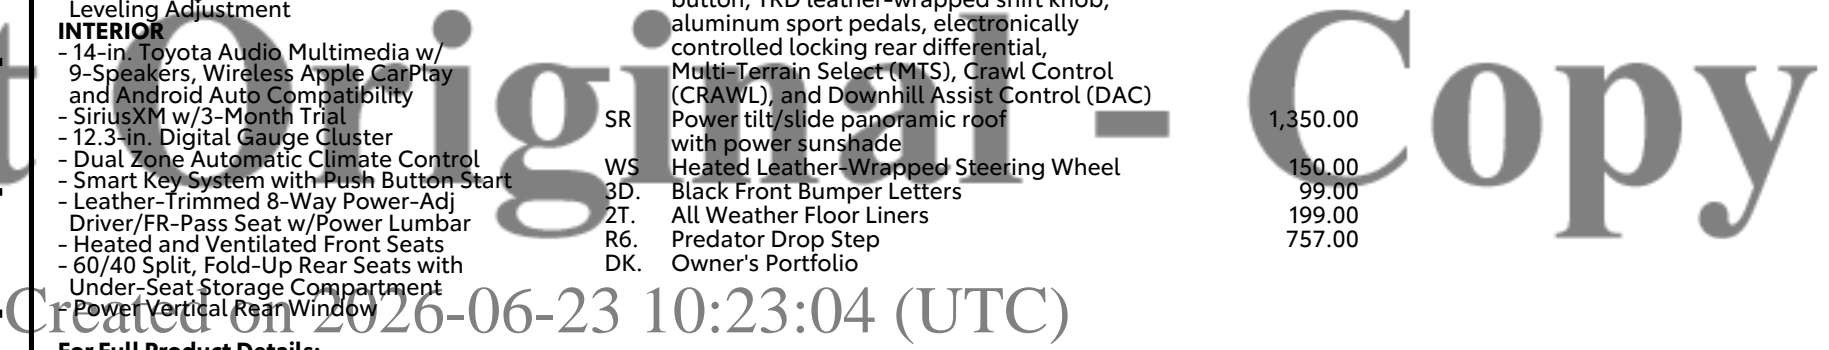 Leveling Adjustment
INTERIOR
- 14-in. Toyota Audio Multimedia w/
9-Speakers, Wireless Apple CarPlay
and Android Auto Compatibility
- SiriusXM w/3-Month Trial
- 12.3-in. Digital Gauge Cluster
- Dual Zone Automatic Climate Control
- Smart Key System with Push Button Start
- Leather-Trimmed 8-Way Power-Adj
Driver/FR-Pass Seat w/Power Lumbar
- Heated and Ventilated Front Seats
- 60/40 Split, Fold-Up Rear Seats with
Under-Seat Storage Compartment
- Power Vertical Rear Window
For Full Product Details:
button, TRD leather-wrapped shift knob,
aluminum sport pedals, electronically
controlled locking rear differential,
Multi-Terrain Select (MTS), Crawl Control
(CRAWL), and Downhill Assist Control (DAC)
SR Power tilt/slide panoramic roof 1,350.00
with power sunshade
WS Heated Leather-Wrapped Steering Wheel 150.00
3D. Black Front Bumper Letters 99.00
2T. All Weather Floor Liners 199.00
R6. Predator Drop Step 757.00
DK. Owner's Portfolio
Original - Copy
Created on 2026-06-23 10:23:04 (UTC)